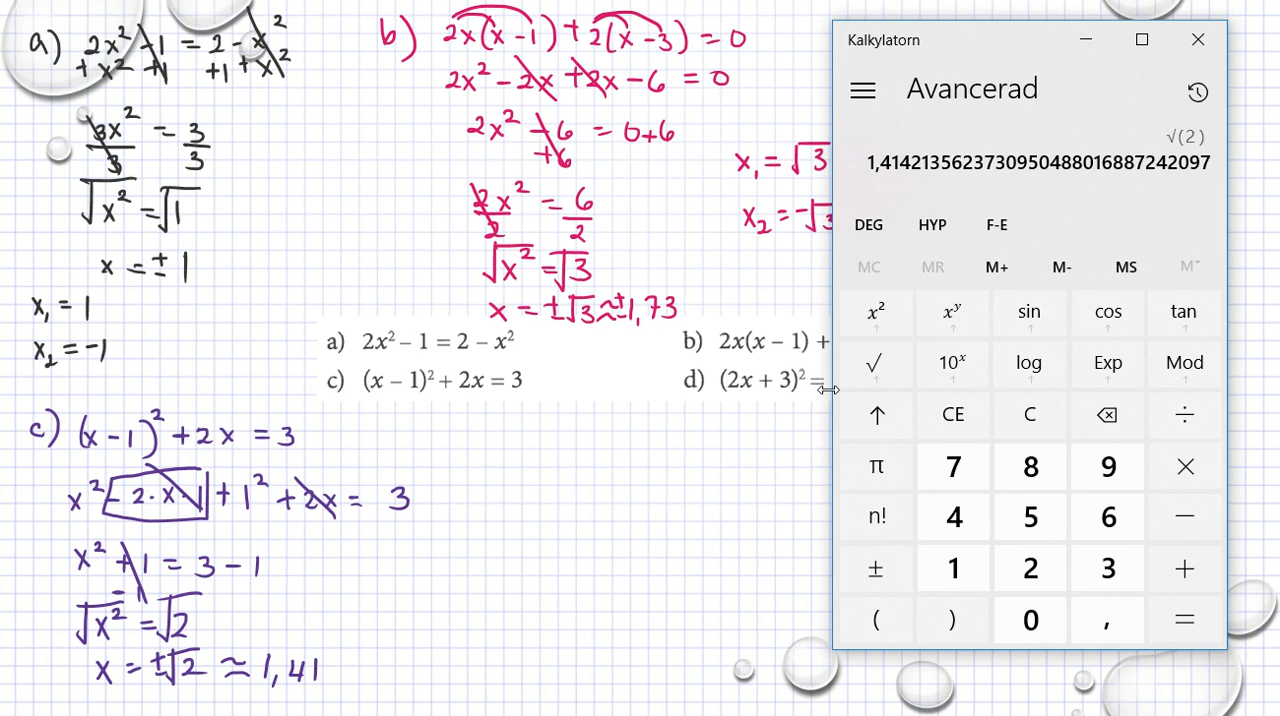 a) 2x² - 1 = 2 - x²
+x² +1 +1 +x²
3x²/3 = 3/3
√x² = √1
x = ± 1
x₁ = 1
x₂ = -1
b) 2x(x - 1) + 2(x - 3) = 0
2x² - 2x + 2x - 6 = 0
2x² - 6 = 0+6
+6
2x²/2 = 6/2
√x² = √3
x = ±√3 ≈ ±1,73
x₁ = √3
x₂ = -√3
a) 2x² – 1 = 2 – x²
b) 2x(x – 1) +
c) (x – 1)² + 2x = 3
d) (2x + 3)² =
c) (x - 1)² + 2x = 3
x² - 2·x·1 + 1² + 2x = 3
x² + 1 = 3 - 1
- 1
√x² = √2
x = ±√2 ≈ 1,41
Kalkylatorn
Avancerad
√(2)
1,4142135623730950488016887242097
DEG HYP F-E
MC MR M+ M- MS M˅
x² xʸ sin cos tan
√ 10ˣ log Exp Mod
↑ CE C ⌫ ÷
π 7 8 9 ×
n! 4 5 6 −
± 1 2 3 +
( ) 0 , =